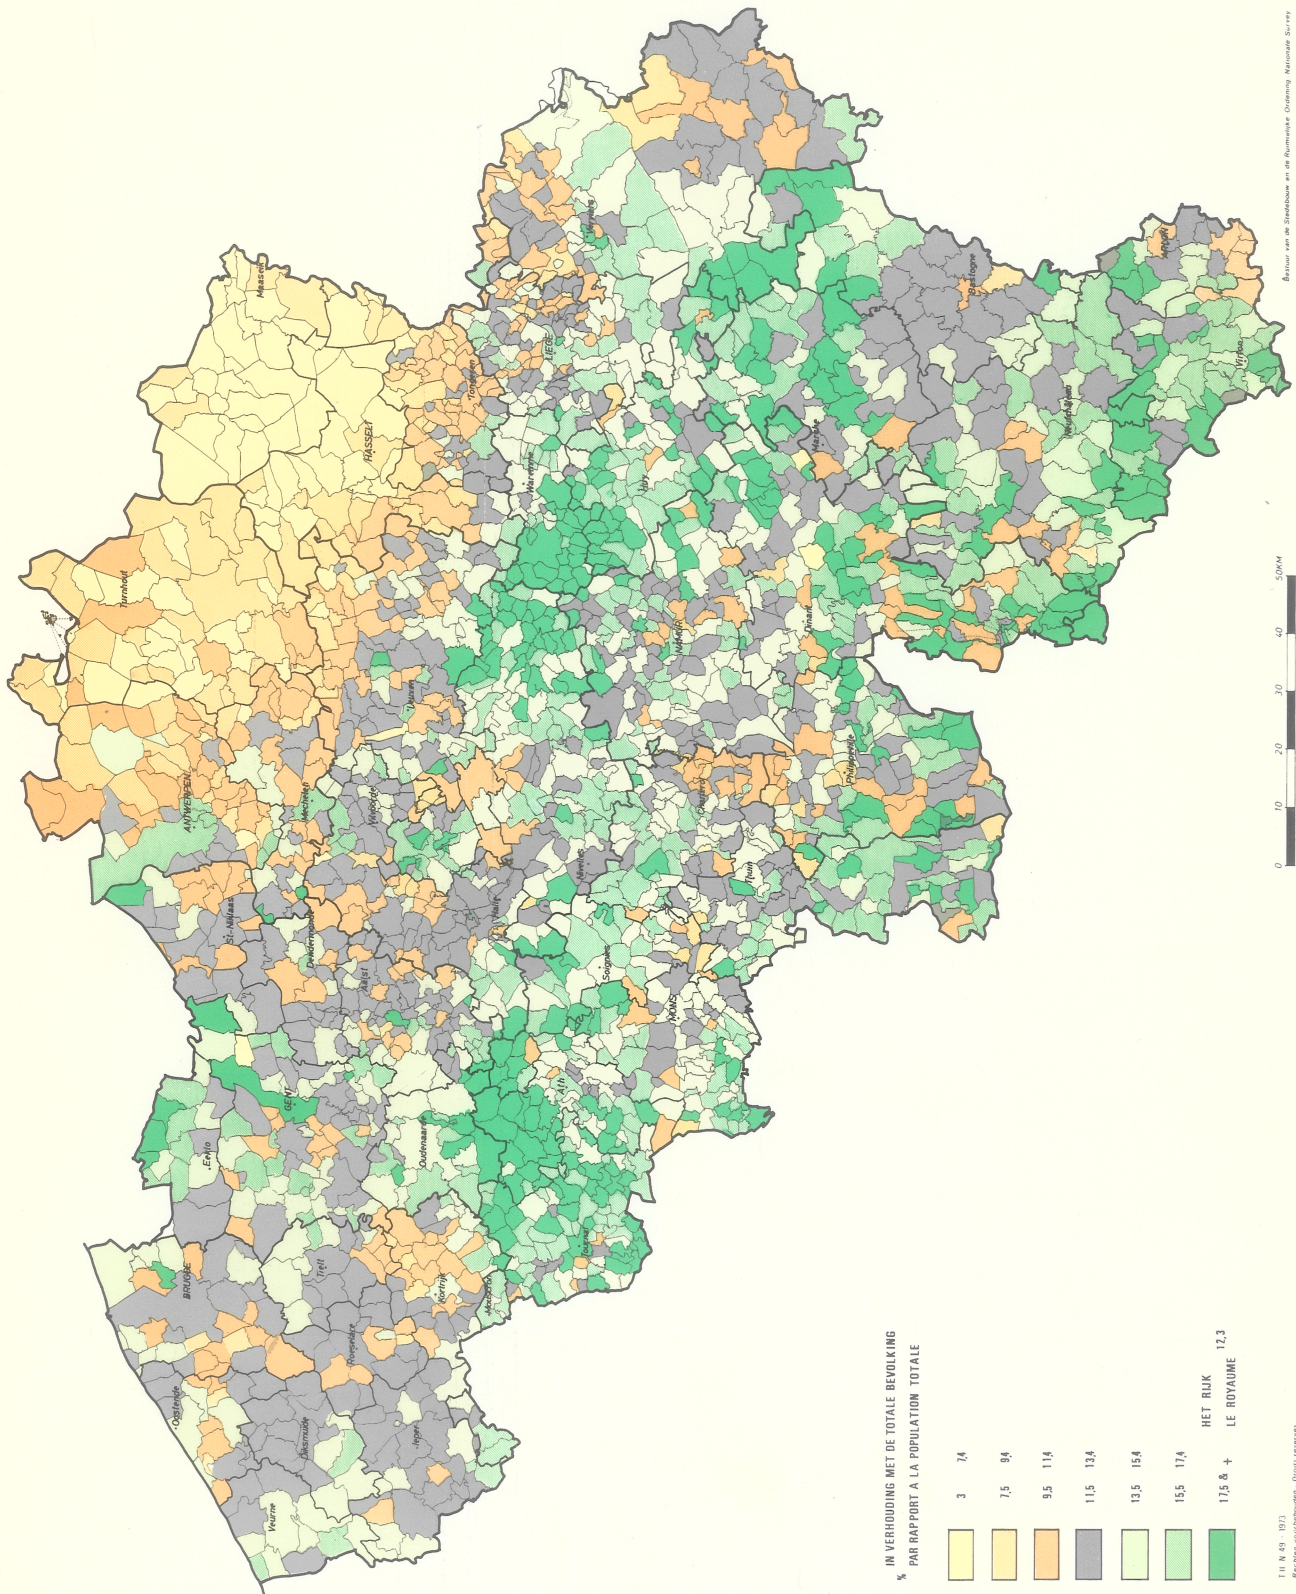 % IN VERHOUDING MET DE TOTALE BEVOLKING
PAR RAPPORT A LA POPULATION TOTALE
3 7,4
7,5 9,4
9,5 11,4
11,5 13,4
13,5 15,4
15,5 17,4
17,5 & +
HET RIJK
LE ROYAUME 12,3
0 10 20 30 40 50KM
T II N 49 - 1973
Bestuur van de Stedebouw en de Ruimtelijke Ordening Nationale Survey
Turnhout
ANTWERPEN
Mechelen
Maaseik
HASSELT
Tongeren
St-Niklaas
Dendermonde
Aalst
GENT
Eeklo
Oudenaarde
BRUGGE
Oostende
Tielt
Roeselare
Kortrijk
Diksmuide
Ieper
Veurne
Leuven
Vilvoorde
Halle
Nivelles
Soignies
Ath
MONS
Tournai
Mouscron
Charleroi
Thuin
Philippeville
NAMUR
Dinant
Huy
Waremme
LIEGE
Verviers
Marche
Bastogne
Neufchâteau
Virton
ARLON